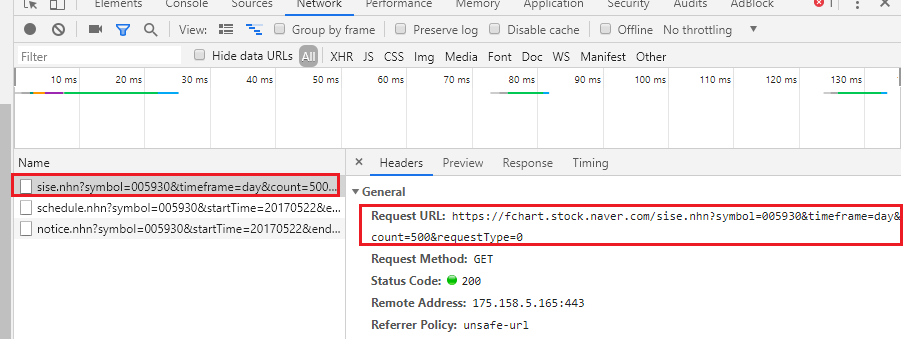 Elements Console Sources Network Performance Memory Application Security Audits AdBlock 1
View: Group by frame Preserve log Disable cache Offline No throttling
Filter Hide data URLs All XHR JS CSS Img Media Font Doc WS Manifest Other
10 ms 20 ms 30 ms 40 ms 50 ms 60 ms 70 ms 80 ms 90 ms 100 ms 110 ms 120 ms 130 ms
Name
sise.nhn?symbol=005930&timeframe=day&count=500...
schedule.nhn?symbol=005930&startTime=20170522&e...
notice.nhn?symbol=005930&startTime=20170522&end...
× Headers Preview Response Timing
▼ General
Request URL: https://fchart.stock.naver.com/sise.nhn?symbol=005930&timeframe=day&
count=500&requestType=0
Request Method: GET
Status Code: 200
Remote Address: 175.158.5.165:443
Referrer Policy: unsafe-url